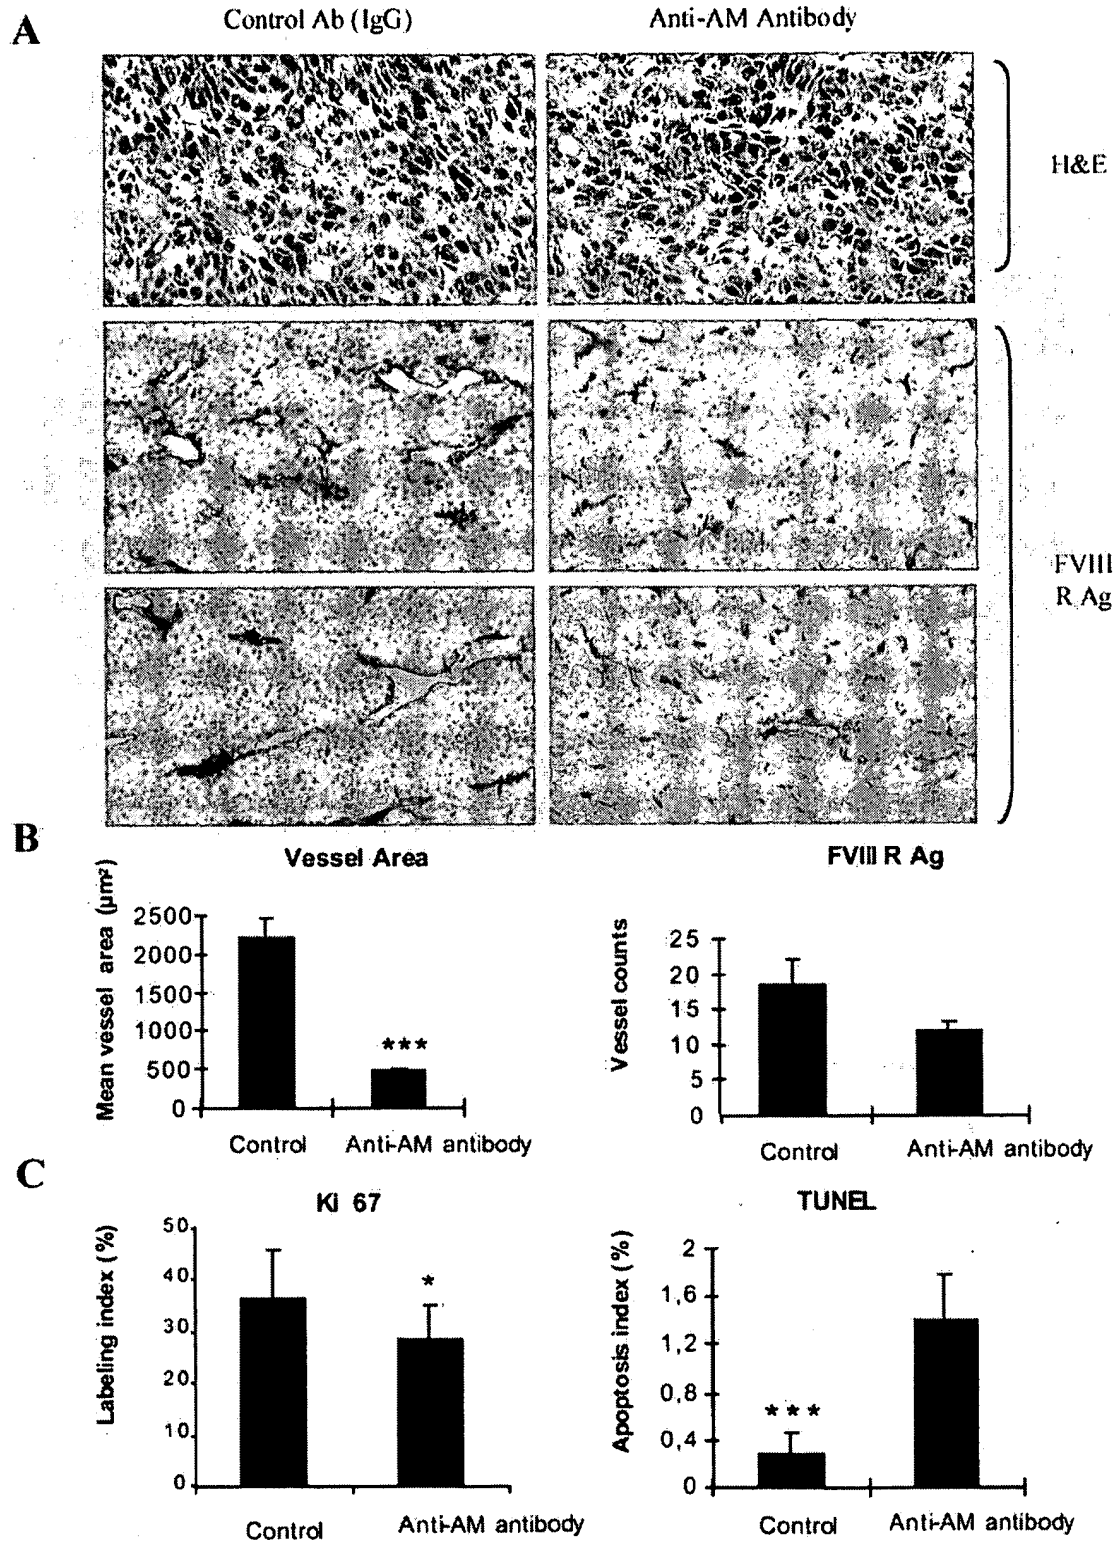 A
Control Ab (IgG)
Anti-AM Antibody
H&E
FVIII
R Ag
B
Vessel Area
FVIII R Ag
Mean vessel area (µm²)
2500
2000
1500
1000
500
0
***
Control
Anti-AM antibody
Vessel counts
25
20
15
10
5
0
Control
Anti-AM antibody
C
Ki 67
TUNEL
Labeling index (%)
50
40
30
20
10
0
*
Control
Anti-AM antibody
Apoptosis index (%)
2
1,6
1,2
0,8
0,4
0
***
Control
Anti-AM antibody